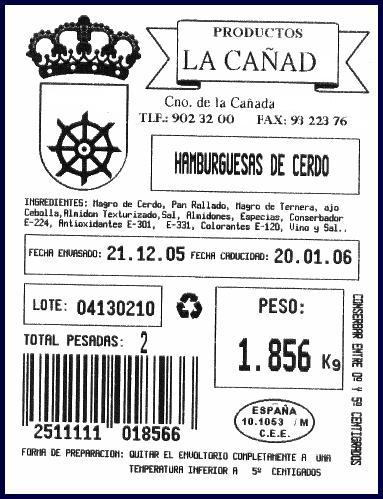 PRODUCTOS
LA CAÑAD
Cno. de la Cañada
TLF.: 902 32 00 FAX: 93 223 76
HAMBURGUESAS DE CERDO
INGREDIENTES: Magro de Cerdo, Pan Rallado, Magro de Ternera, ajo
Cebolla,Almidon Texturizado,Sal, Almidones, Especias, Conserbador
E-224, Antioxidantes E-301, E-331, Colorantes E-120, Vino y Sal..
FECHA ENVASADO: 21.12.05 FECHA CADUCIDAD: 20.01.06
LOTE: 04130210
PESO:
1.856 Kg
TOTAL PESADAS: 2
CONSERBAR ENTRE 0º Y 5º CENTIGRADOS
2511111 018566
ESPAÑA
10.1053 /M
C.E.E.
FORMA DE PREPARACION: QUITAR EL ENVOLTORIO COMPLETAMENTE A UNA
TEMPERATURA INFERIOR A 5º CENTIGADOS